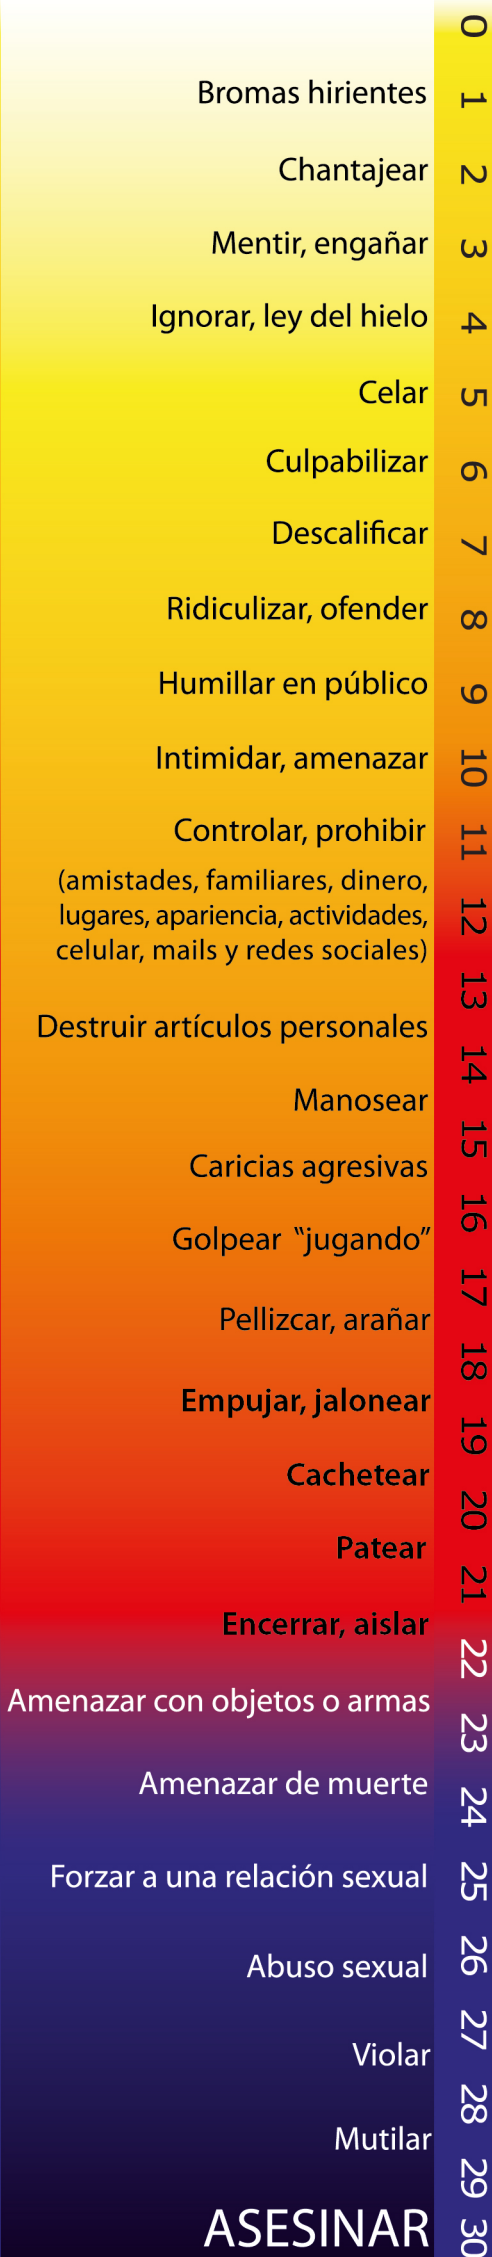 0
Bromas hirientes 1
Chantajear 2
Mentir, engañar 3
Ignorar, ley del hielo 4
Celar 5
Culpabilizar 6
Descalificar 7
Ridiculizar, ofender 8
Humillar en público 9
Intimidar, amenazar 10
Controlar, prohibir 11
(amistades, familiares, dinero,
lugares, apariencia, actividades, 12
celular, mails y redes sociales)
13
Destruir artículos personales
14
Manosear
15
Caricias agresivas
16
Golpear "jugando"
17
Pellizcar, arañar
18
Empujar, jalonear
19
Cachetear
20
Patear
21
Encerrar, aislar
22
Amenazar con objetos o armas
23
Amenazar de muerte
24
Forzar a una relación sexual 25
Abuso sexual 26
27
Violar
28
Mutilar
29
ASESINAR 30